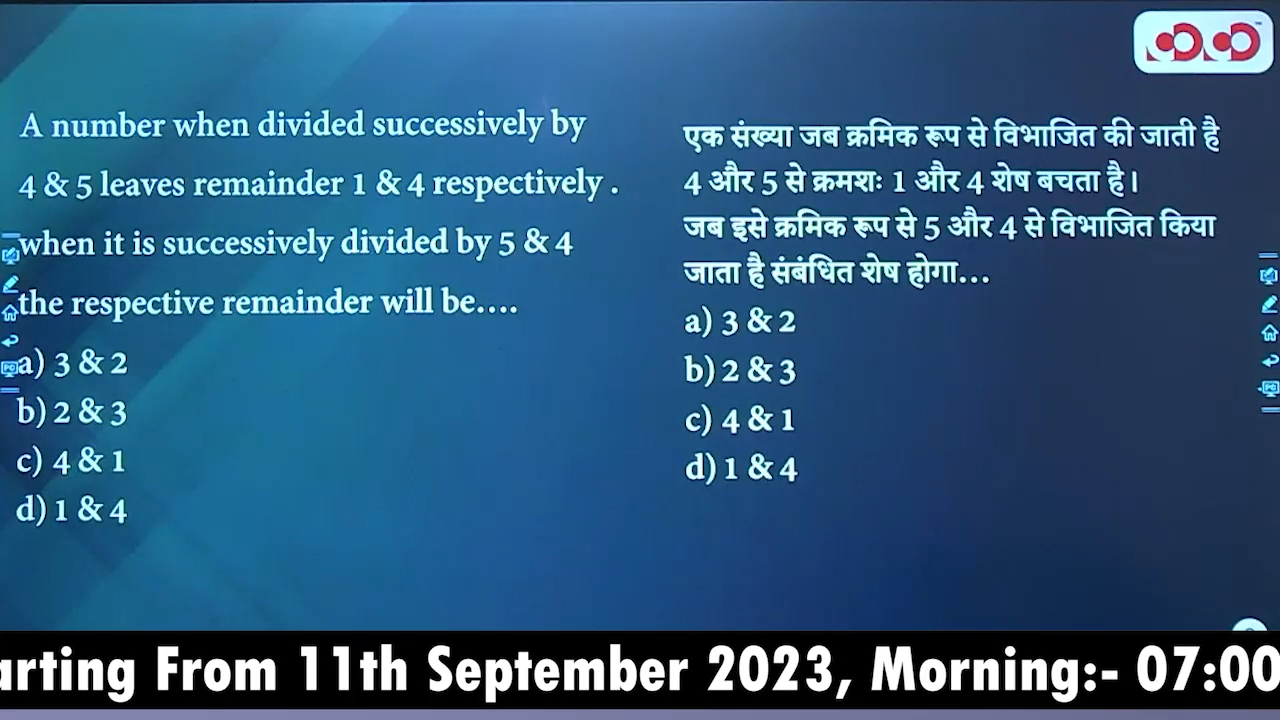 A number when divided successively by
4 & 5 leaves remainder 1 & 4 respectively .
when it is successively divided by 5 & 4
the respective remainder will be....
a) 3 & 2
b) 2 & 3
c) 4 & 1
d) 1 & 4
एक संख्या जब क्रमिक रूप से विभाजित की जाती है
4 और 5 से क्रमशः 1 और 4 शेष बचता है।
जब इसे क्रमिक रूप से 5 और 4 से विभाजित किया
जाता है संबंधित शेष होगा...
a) 3 & 2
b) 2 & 3
c) 4 & 1
d) 1 & 4
arting From 11th September 2023, Morning:- 07:00